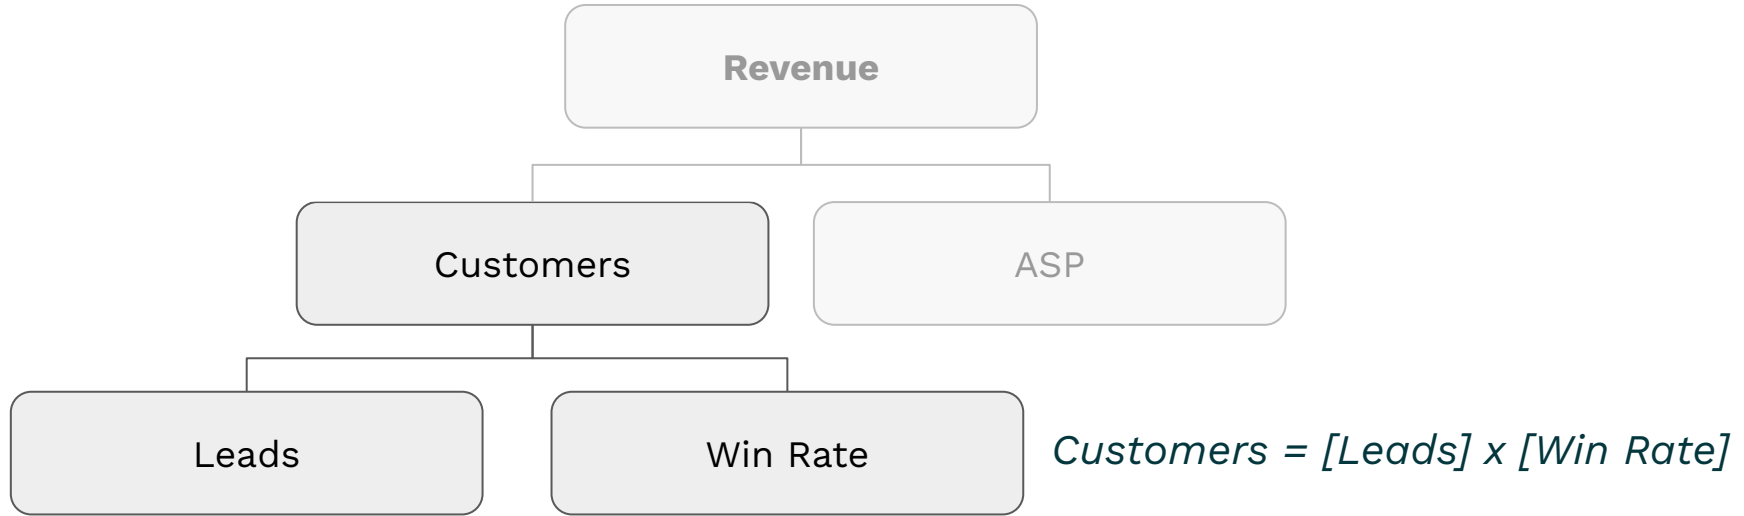 Revenue
Customers
ASP
Leads
Win Rate
Customers = [Leads] x [Win Rate]